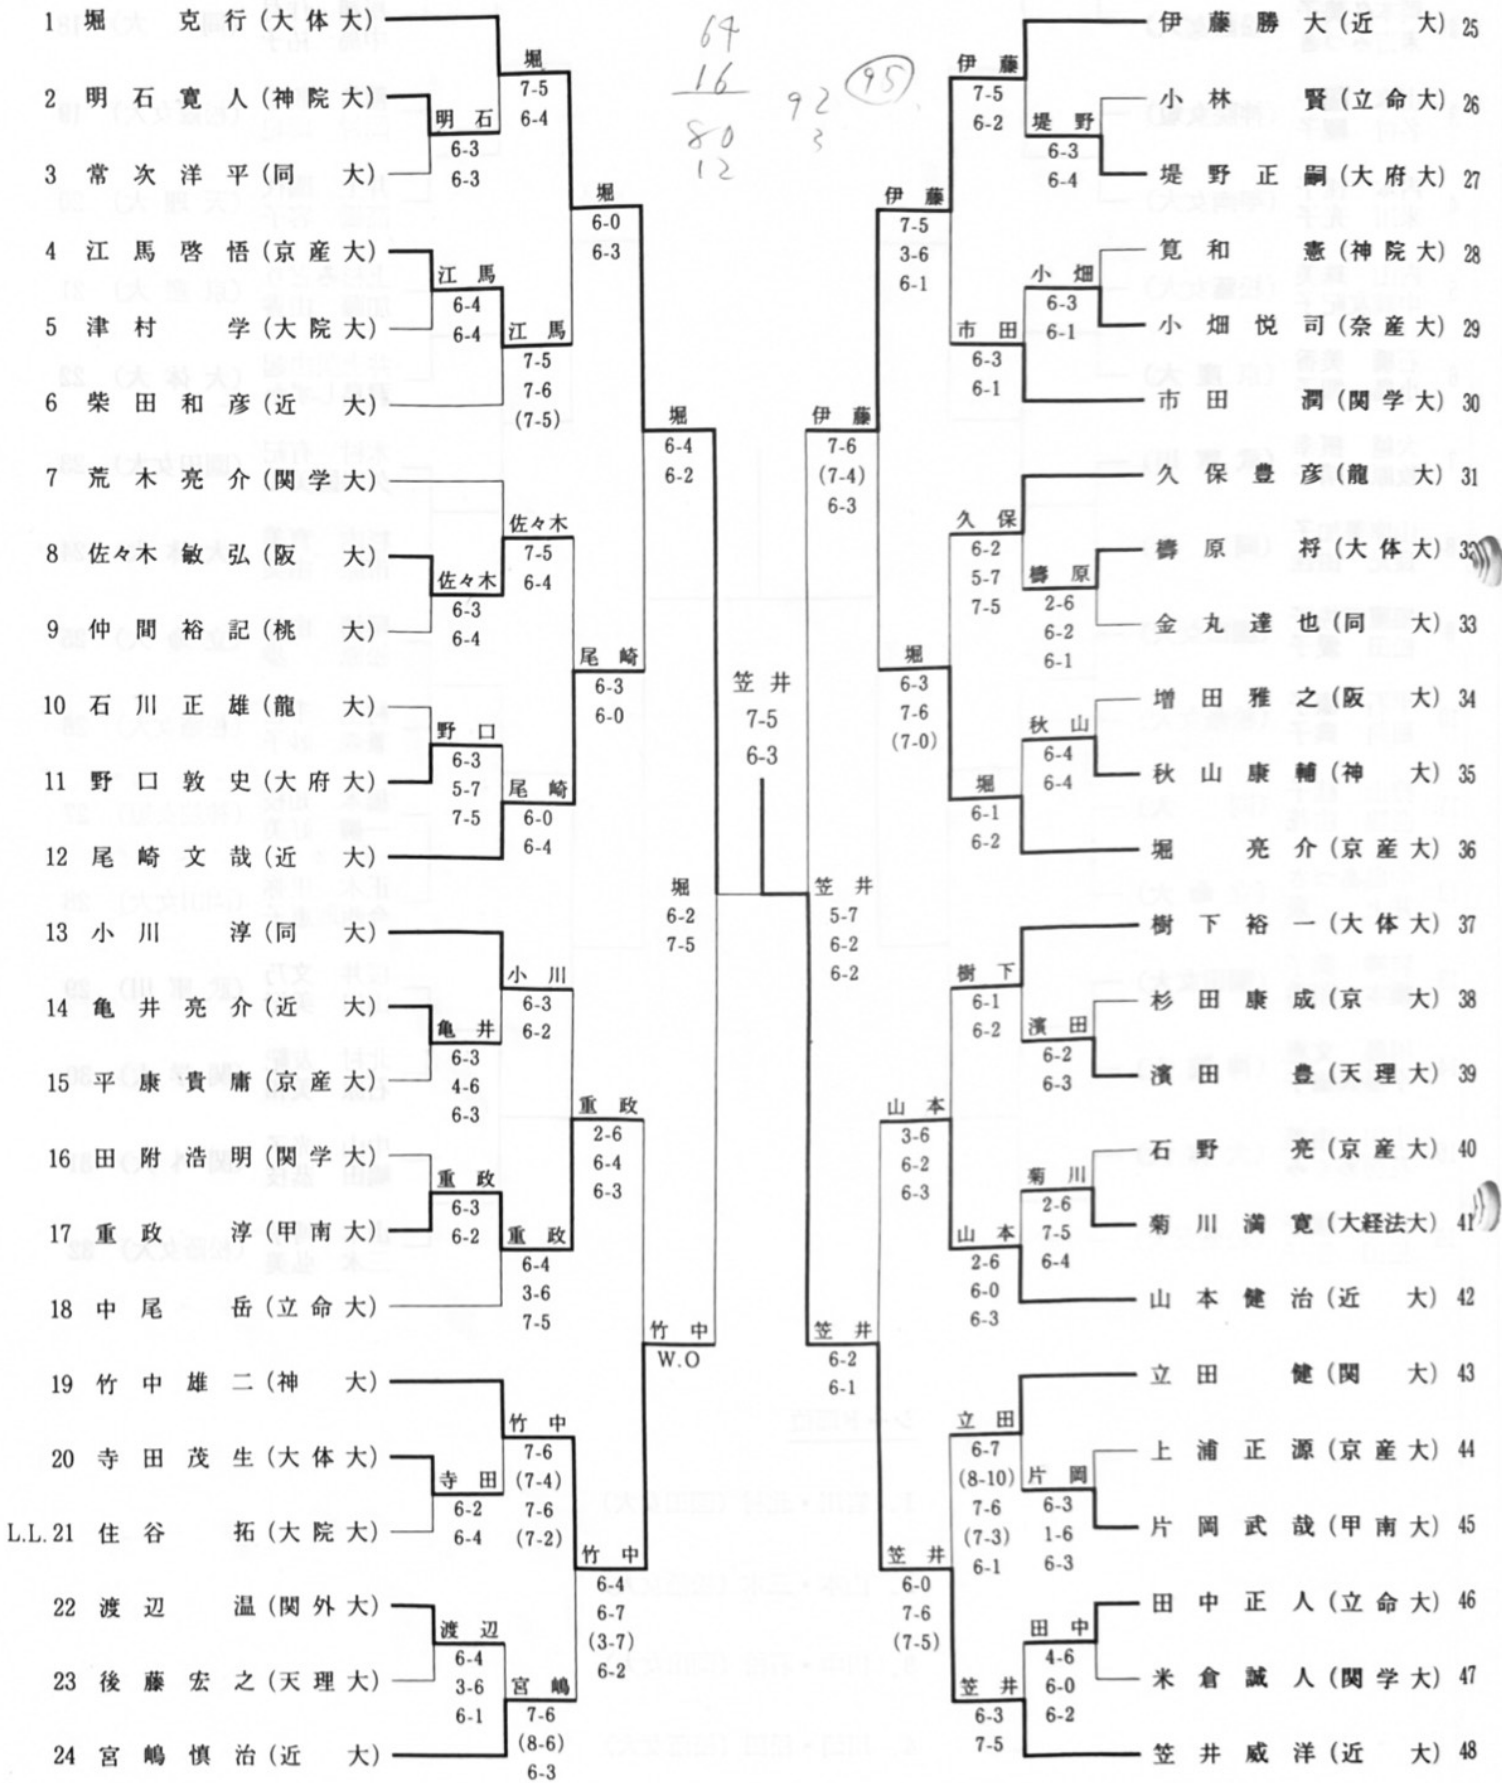 1 堀 克行(大体大)
2 明石寛人(神院大)
3 常次洋平(同 大)
4 江馬啓悟(京産大)
5 津村 学(大院大)
6 柴田和彦(近 大)
7 荒木亮介(関学大)
8 佐々木敏弘(阪 大)
9 仲間裕記(桃 大)
10 石川正雄(龍 大)
11 野口敦史(大府大)
12 尾崎文哉(近 大)
13 小川 淳(同 大)
14 亀井亮介(近 大)
15 平康貴庸(京産大)
16 田附浩明(関学大)
17 重政 淳(甲南大)
18 中尾 岳(立命大)
19 竹中雄二(神 大)
20 寺田茂生(大体大)
L.L.21 住谷 拓(大院大)
22 渡辺 温(関外大)
23 後藤宏之(天理大)
24 宮嶋慎治(近 大)
明石
6-3
6-3
江馬
6-4
6-4
佐々木
6-3
6-4
野口
6-3
5-7
7-5
亀井
6-3
4-6
6-3
重政
6-3
6-2
寺田
6-2
6-4
渡辺
6-4
3-6
6-1
堀
7-5
6-4
江馬
7-5
7-6
(7-5)
佐々木
7-5
6-4
尾崎
6-0
6-4
小川
6-3
6-2
重政
6-4
3-6
7-5
竹中
7-6
(7-4)
7-6
(7-2)
宮嶋
7-6
(8-6)
6-3
堀
6-0
6-3
尾崎
6-3
6-0
重政
2-6
6-4
6-3
竹中
6-4
6-7
(3-7)
6-2
堀
6-4
6-2
竹中
W.O
堀
6-2
7-5
64
16
80
12
92
3
95
笠井
7-5
6-3
笠井
5-7
6-2
6-2
伊藤
7-6
(7-4)
6-3
笠井
6-2
6-1
伊藤
7-5
3-6
6-1
堀
6-3
7-6
(7-0)
山本
3-6
6-2
6-3
笠井
6-0
7-6
(7-5)
伊藤
7-5
6-2
市田
6-3
6-1
久保
6-2
5-7
7-5
堀
6-1
6-2
樹下
6-1
6-2
山本
2-6
6-0
6-3
立田
6-7
(8-10)
7-6
(7-3)
6-1
笠井
6-3
7-5
堤野
6-3
6-4
小畑
6-3
6-1
檮原
2-6
6-2
6-1
秋山
6-4
6-4
濱田
6-2
6-3
菊川
2-6
7-5
6-4
片岡
6-3
1-6
6-3
田中
4-6
6-0
6-2
伊藤勝大(近 大) 25
小林 賢(立命大) 26
堤野正嗣(大府大) 27
筧和 憲(神院大) 28
小畑悦司(奈産大) 29
市田 潤(関学大) 30
久保豊彦(龍 大) 31
檮原 将(大体大) 32
金丸達也(同 大) 33
増田雅之(阪 大) 34
秋山康輔(神 大) 35
堀 亮介(京産大) 36
樹下裕一(大体大) 37
杉田康成(京 大) 38
濱田 豊(天理大) 39
石野 亮(京産大) 40
菊川満寛(大経法大) 41
山本健治(近 大) 42
立田 健(関 大) 43
上浦正源(京産大) 44
片岡武哉(甲南大) 45
田中正人(立命大) 46
米倉誠人(関学大) 47
笠井威洋(近 大) 48